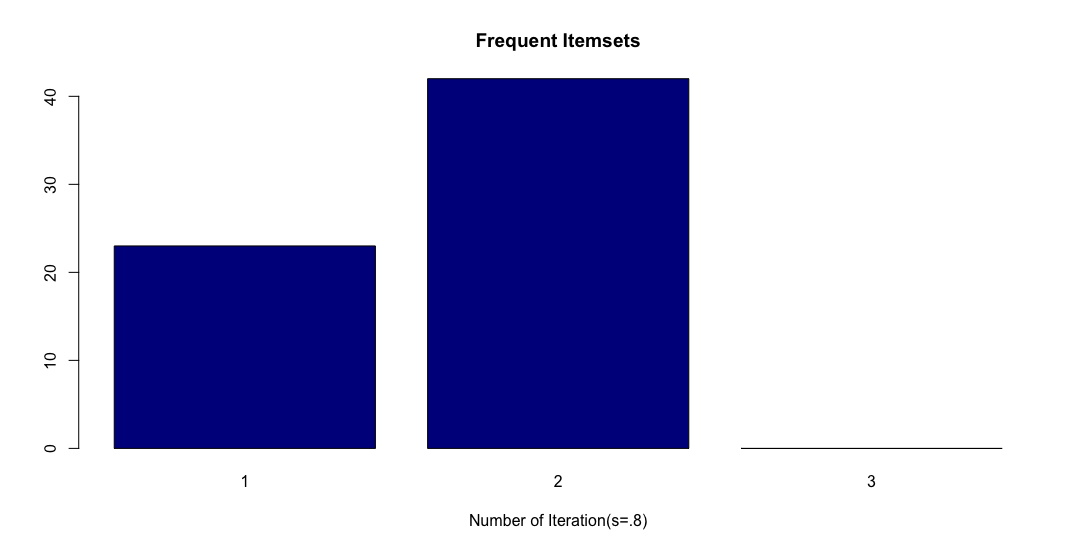 Frequent Itemsets
40
30
20
10
0
1 2 3
Number of Iteration(s=.8)